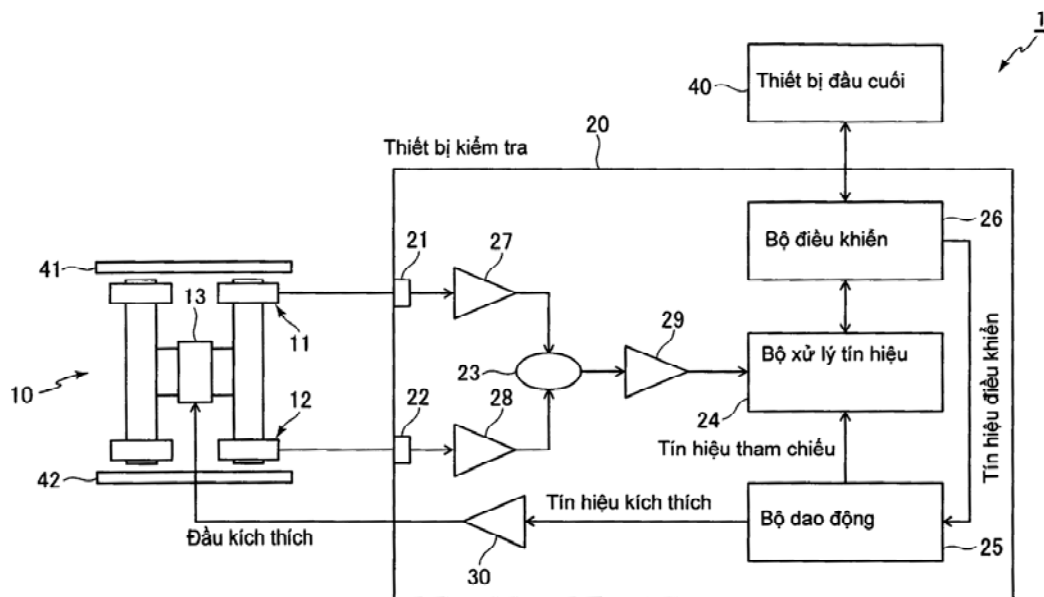 1
40
Thiết bị đầu cuối
20
Thiết bị kiểm tra
26
Bộ điều khiến
21
27
41
13
29
11
Bộ xử lý tín hiệu
Tín hiệu điều khiển
23
10
12
22
28
24
Tín hiệu tham chiếu
42
Tín hiệu kích thích
Bộ dao động
Đầu kích thích
30
25